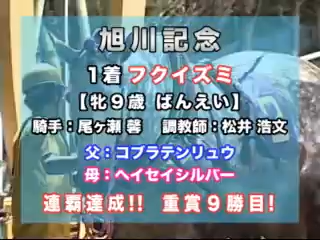 旭川記念
1着 フクイズミ
【牝9歳 ばんえい】
騎手：尾ヶ瀬 馨 調教師：松井 浩文
父：コブラテンリュウ
母：ヘイセイシルバー
連覇達成!! 重賞9勝目!